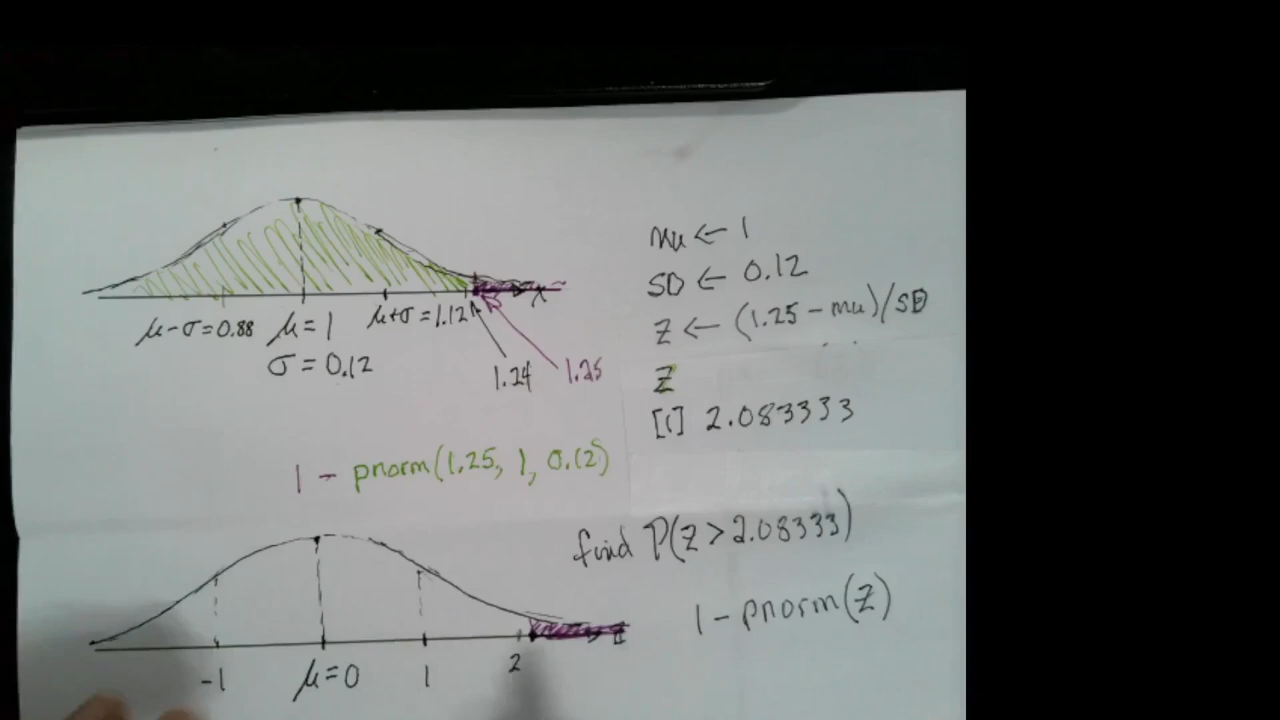 μ-σ=0.88 μ=1 μ+σ=1.12 x
σ=0.12
1.24 1.25
1 - pnorm(1.25, 1, 0.12)
mu ← 1
SD ← 0.12
Z ← (1.25 - mu)/SD
Z
[1] 2.083333
find P(Z > 2.08333)
1 - pnorm(Z)
-1 μ=0 1 2